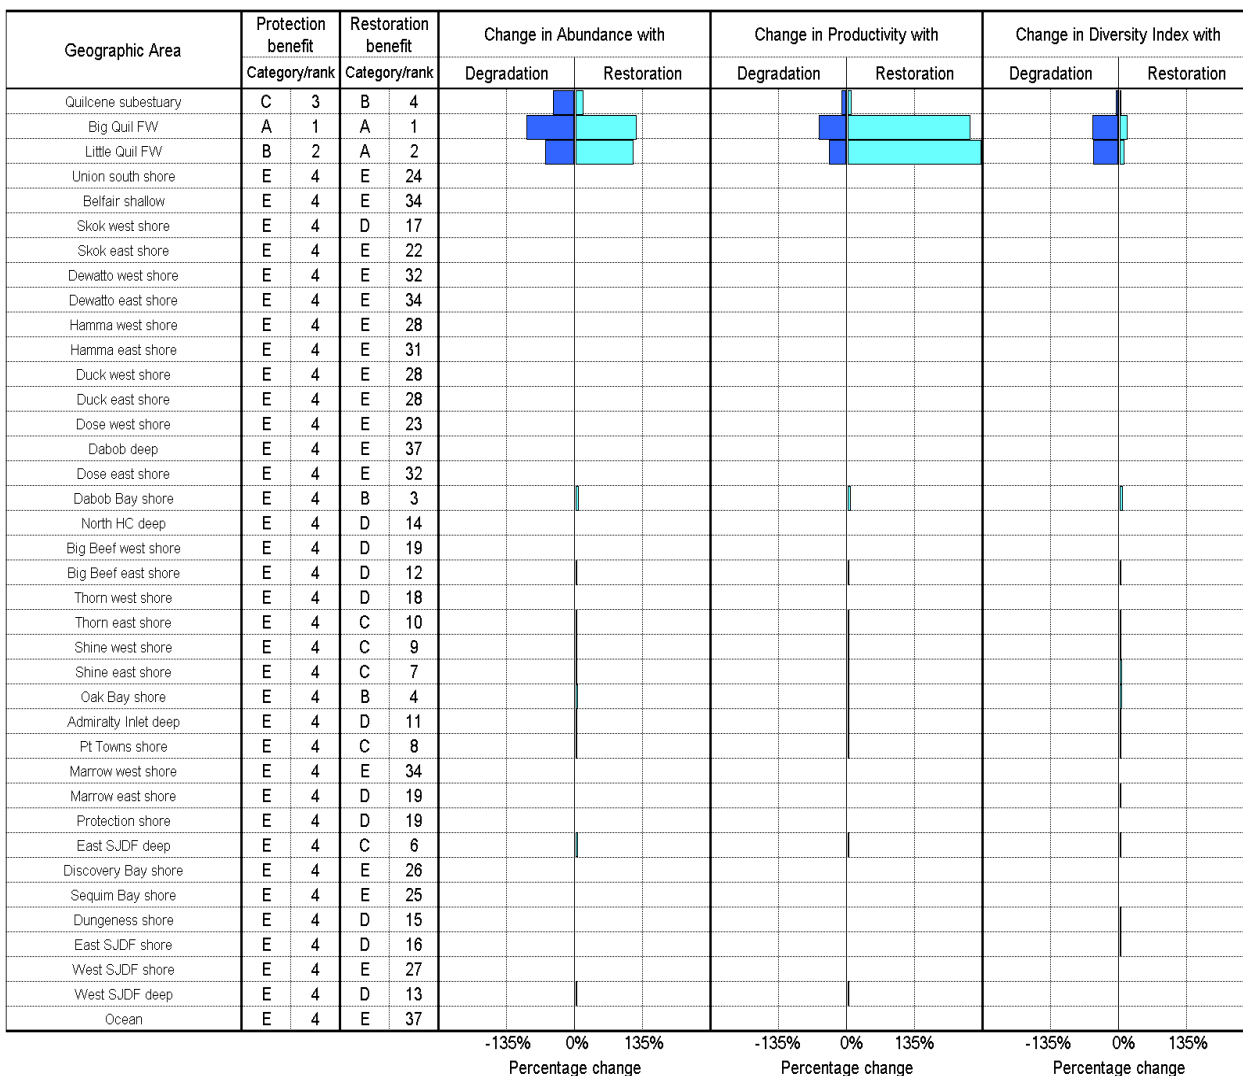 Geographic Area Protection benefit Restoration benefit Change in Abundance with Change in Productivity with Change in Diversity Index with
Category/rank Category/rank Degradation Restoration Degradation Restoration Degradation Restoration
Quilcene subestuary C 3 B 4
Big Quil FW A 1 A 1
Little Quil FW B 2 A 2
Union south shore E 4 E 24
Belfair shallow E 4 E 34
Skok west shore E 4 D 17
Skok east shore E 4 E 22
Dewatto west shore E 4 E 32
Dewatto east shore E 4 E 34
Hamma west shore E 4 E 28
Hamma east shore E 4 E 31
Duck west shore E 4 E 28
Duck east shore E 4 E 28
Dose west shore E 4 E 23
Dabob deep E 4 E 37
Dose east shore E 4 E 32
Dabob Bay shore E 4 B 3
North HC deep E 4 D 14
Big Beef west shore E 4 D 19
Big Beef east shore E 4 D 12
Thorn west shore E 4 D 18
Thorn east shore E 4 C 10
Shine west shore E 4 C 9
Shine east shore E 4 C 7
Oak Bay shore E 4 B 4
Admiralty Inlet deep E 4 D 11
Pt Towns shore E 4 C 8
Marrow west shore E 4 E 34
Marrow east shore E 4 D 19
Protection shore E 4 D 19
East SJDF deep E 4 C 6
Discovery Bay shore E 4 E 26
Sequim Bay shore E 4 E 25
Dungeness shore E 4 D 15
East SJDF shore E 4 D 16
West SJDF shore E 4 E 27
West SJDF deep E 4 D 13
Ocean E 4 E 37
-135% 0% 135% -135% 0% 135% -135% 0% 135%
Percentage change Percentage change Percentage change